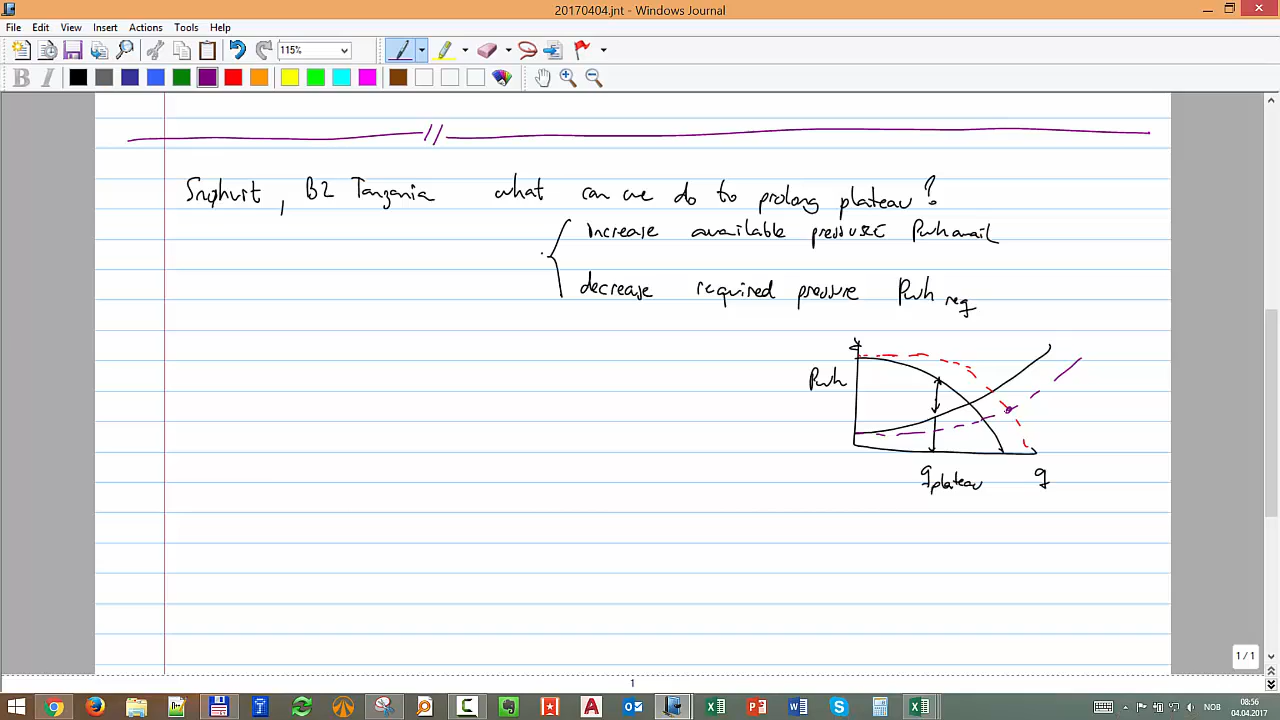 20170404.jnt - Windows Journal
File Edit View Insert Actions Tools Help
115%
B I
Snøhvit, B2 Tanzania what can we do to prolong plateau?
increase available pressure Pwh avail
decrease required pressure Pwh req
Pwh
qplateau q
1 / 1
1
NOB
08:56
04.04.2017